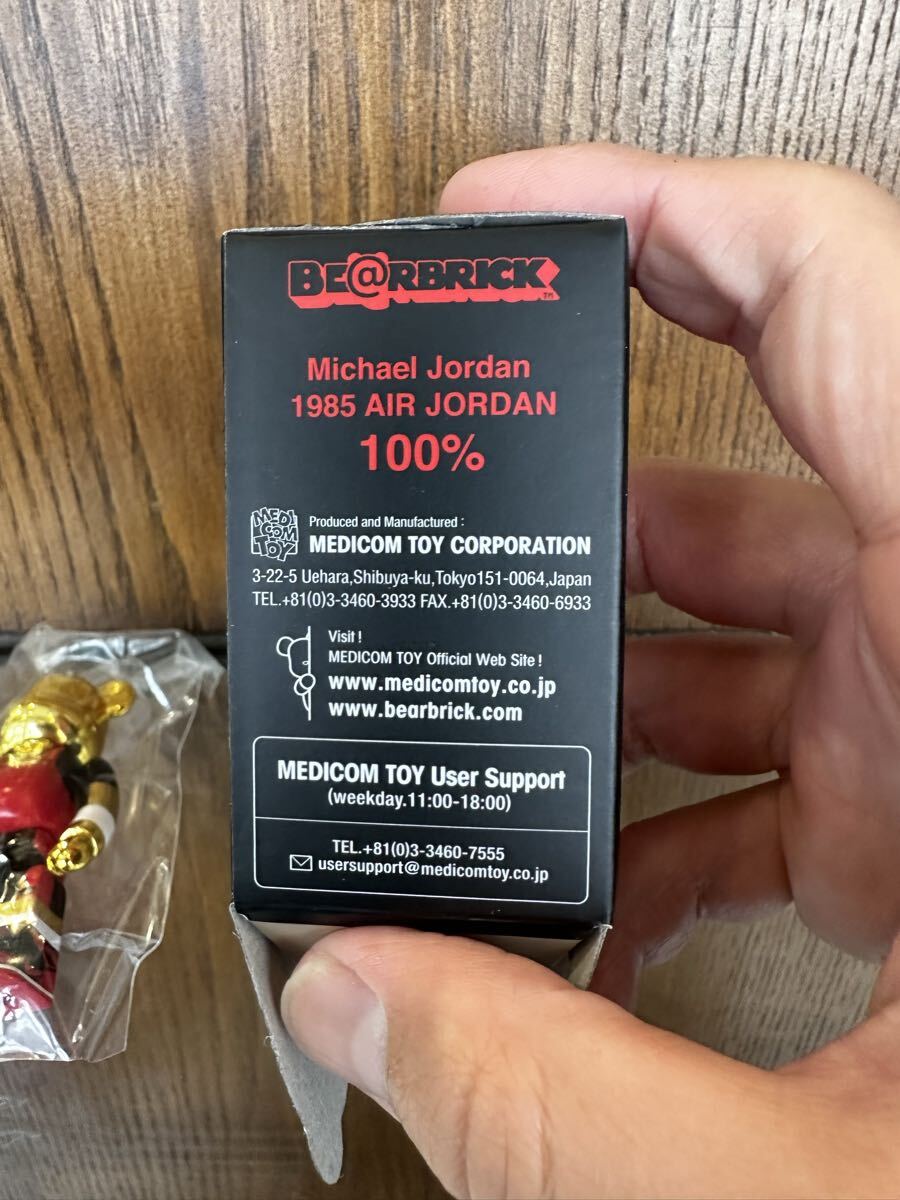 BE@RBRICK TM
Michael Jordan
1985 AIR JORDAN
100%
MEDI COM TOY
Produced and Manufactured :
MEDICOM TOY CORPORATION
3-22-5 Uehara,Shibuya-ku,Tokyo151-0064,Japan
TEL.+81(0)3-3460-3933 FAX.+81(0)3-3460-6933
Visit !
MEDICOM TOY Official Web Site !
www.medicomtoy.co.jp
www.bearbrick.com
MEDICOM TOY User Support
(weekday.11:00-18:00)
TEL.+81(0)3-3460-7555
usersupport@medicomtoy.co.jp